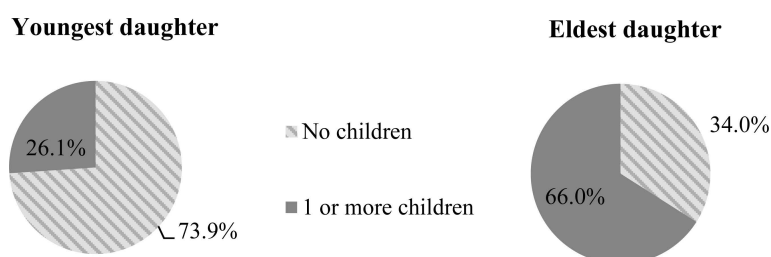 Youngest daughter
26.1%
73.9%
No children
1 or more children
Eldest daughter
34.0%
66.0%